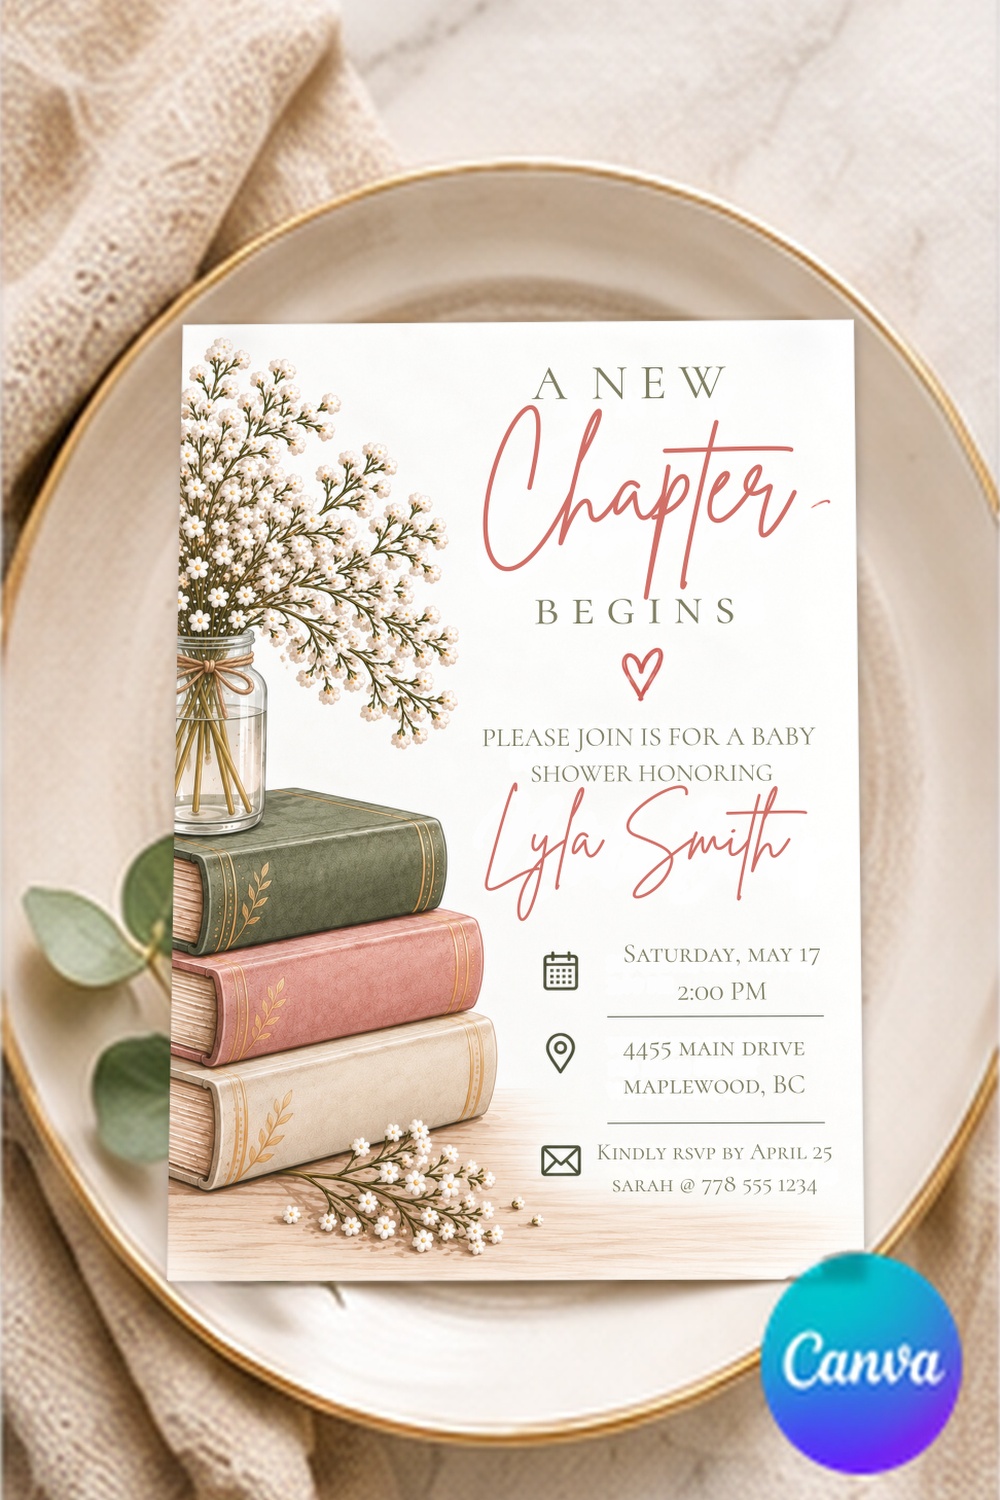 A NEW
Chapter
BEGINS
PLEASE JOIN IS FOR A BABY
SHOWER HONORING
Lyla Smith
Saturday, may 17
2:00 PM
4455 main drive
maplewood, BC
Kindly rsvp by April 25
sarah @ 778 555 1234
Canva